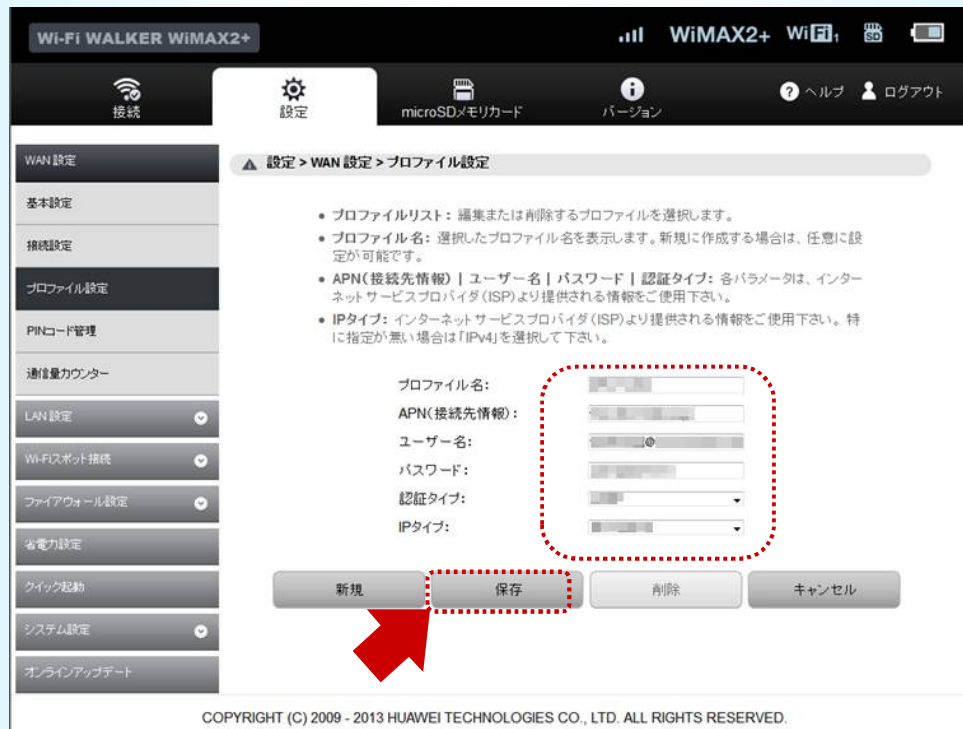 Wi-Fi WALKER WiMAX2+
WiMAX2+ WiFi1 SD
接続
設定
microSDメモリカード
バージョン
? ヘルプ
ログアウト
WAN 設定
基本設定
接続設定
プロファイル設定
PINコード管理
通信量カウンター
LAN 設定
Wi-Fiスポット接続
ファイアウォール設定
省電力設定
クイック起動
システム設定
オンラインアップデート
設定 > WAN 設定 > プロファイル設定
● プロファイルリスト： 編集または削除するプロファイルを選択します。
● プロファイル名： 選択したプロファイル名を表示します。新規に作成する場合は、任意に設
定が可能です。
● APN(接続先情報) | ユーザー名 | パスワード | 認証タイプ： 各パラメータは、インター
ネットサービスプロバイダ(ISP)より提供される情報をご使用下さい。
● IPタイプ： インターネットサービスプロバイダ(ISP)より提供される情報をご使用下さい。特
に指定が無い場合は「IPv4」を選択して下さい。
プロファイル名：
APN(接続先情報)：
ユーザー名： @
パスワード：
認証タイプ：
IPタイプ：
新規 保存 削除 キャンセル
COPYRIGHT (C) 2009 - 2013 HUAWEI TECHNOLOGIES CO., LTD. ALL RIGHTS RESERVED.